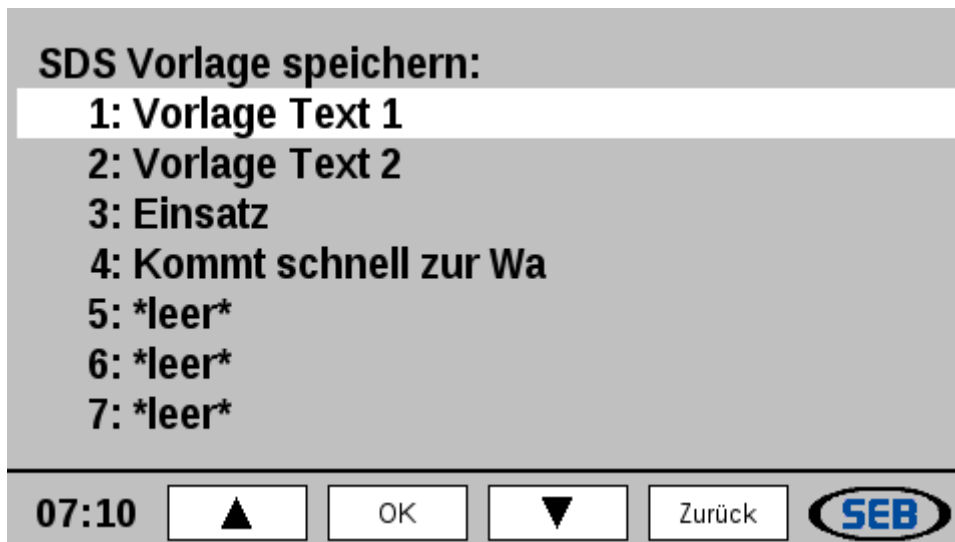 SDS Vorlage speichern:
1: Vorlage Text 1
2: Vorlage Text 2
3: Einsatz
4: Kommt schnell zur Wa
5: *leer*
6: *leer*
7: *leer*
07:10 ▲ OK ▼ Zurück SEB